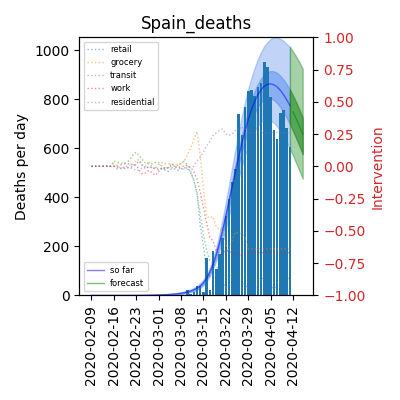 Spain_deaths
1000
800
600
400
200
0
Deaths per day
retail
grocery
transit
work
residential
so far
forecast
1.00
0.75
0.50
0.25
0.00
−0.25
−0.50
−0.75
−1.00
Intervention
2020-02-09
2020-02-16
2020-02-23
2020-03-01
2020-03-08
2020-03-15
2020-03-22
2020-03-29
2020-04-05
2020-04-12